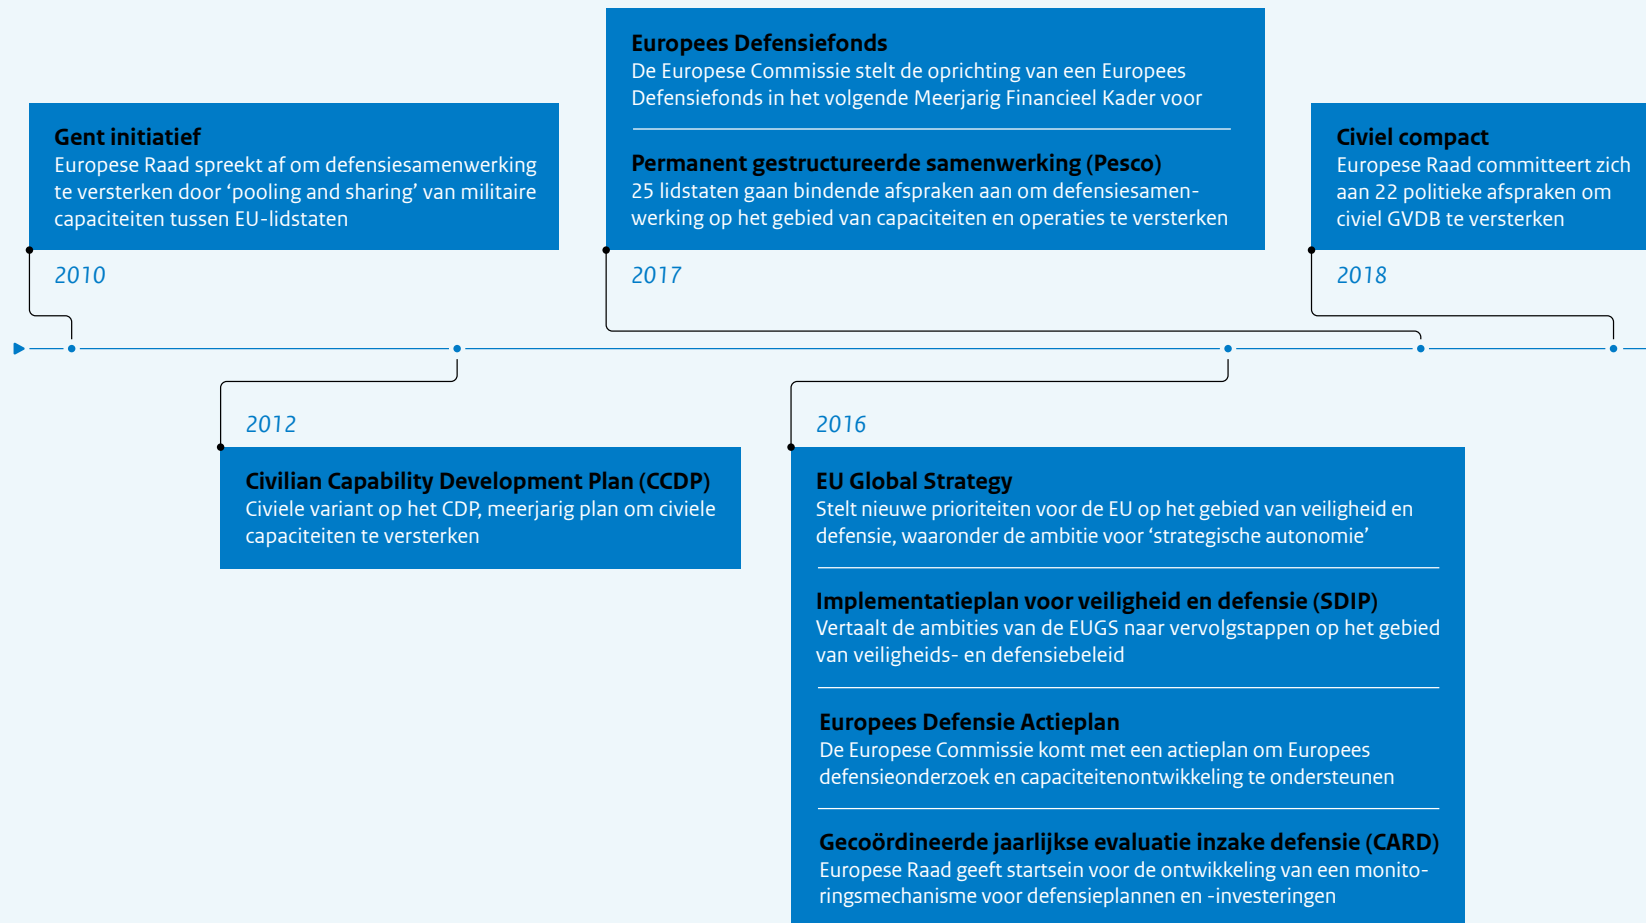 Gent initiatief
Europese Raad spreekt af om defensiesamenwerking
te versterken door ‘pooling and sharing’ van militaire
capaciteiten tussen EU-lidstaten
2010
Europees Defensiefonds
De Europese Commissie stelt de oprichting van een Europees
Defensiefonds in het volgende Meerjarig Financieel Kader voor
Permanent gestructureerde samenwerking (Pesco)
25 lidstaten gaan bindende afspraken aan om defensiesamen-
werking op het gebied van capaciteiten en operaties te versterken
2017
Civiel compact
Europese Raad committeert zich
aan 22 politieke afspraken om
civiel GVDB te versterken
2018
2012
Civilian Capability Development Plan (CCDP)
Civiele variant op het CDP, meerjarig plan om civiele
capaciteiten te versterken
2016
EU Global Strategy
Stelt nieuwe prioriteiten voor de EU op het gebied van veiligheid en
defensie, waaronder de ambitie voor ‘strategische autonomie’
Implementatieplan voor veiligheid en defensie (SDIP)
Vertaalt de ambities van de EUGS naar vervolgstappen op het gebied
van veiligheids- en defensiebeleid
Europees Defensie Actieplan
De Europese Commissie komt met een actieplan om Europees
defensieonderzoek en capaciteitenontwikkeling te ondersteunen
Gecoördineerde jaarlijkse evaluatie inzake defensie (CARD)
Europese Raad geeft startsein voor de ontwikkeling van een monito-
ringsmechanisme voor defensieplannen en -investeringen